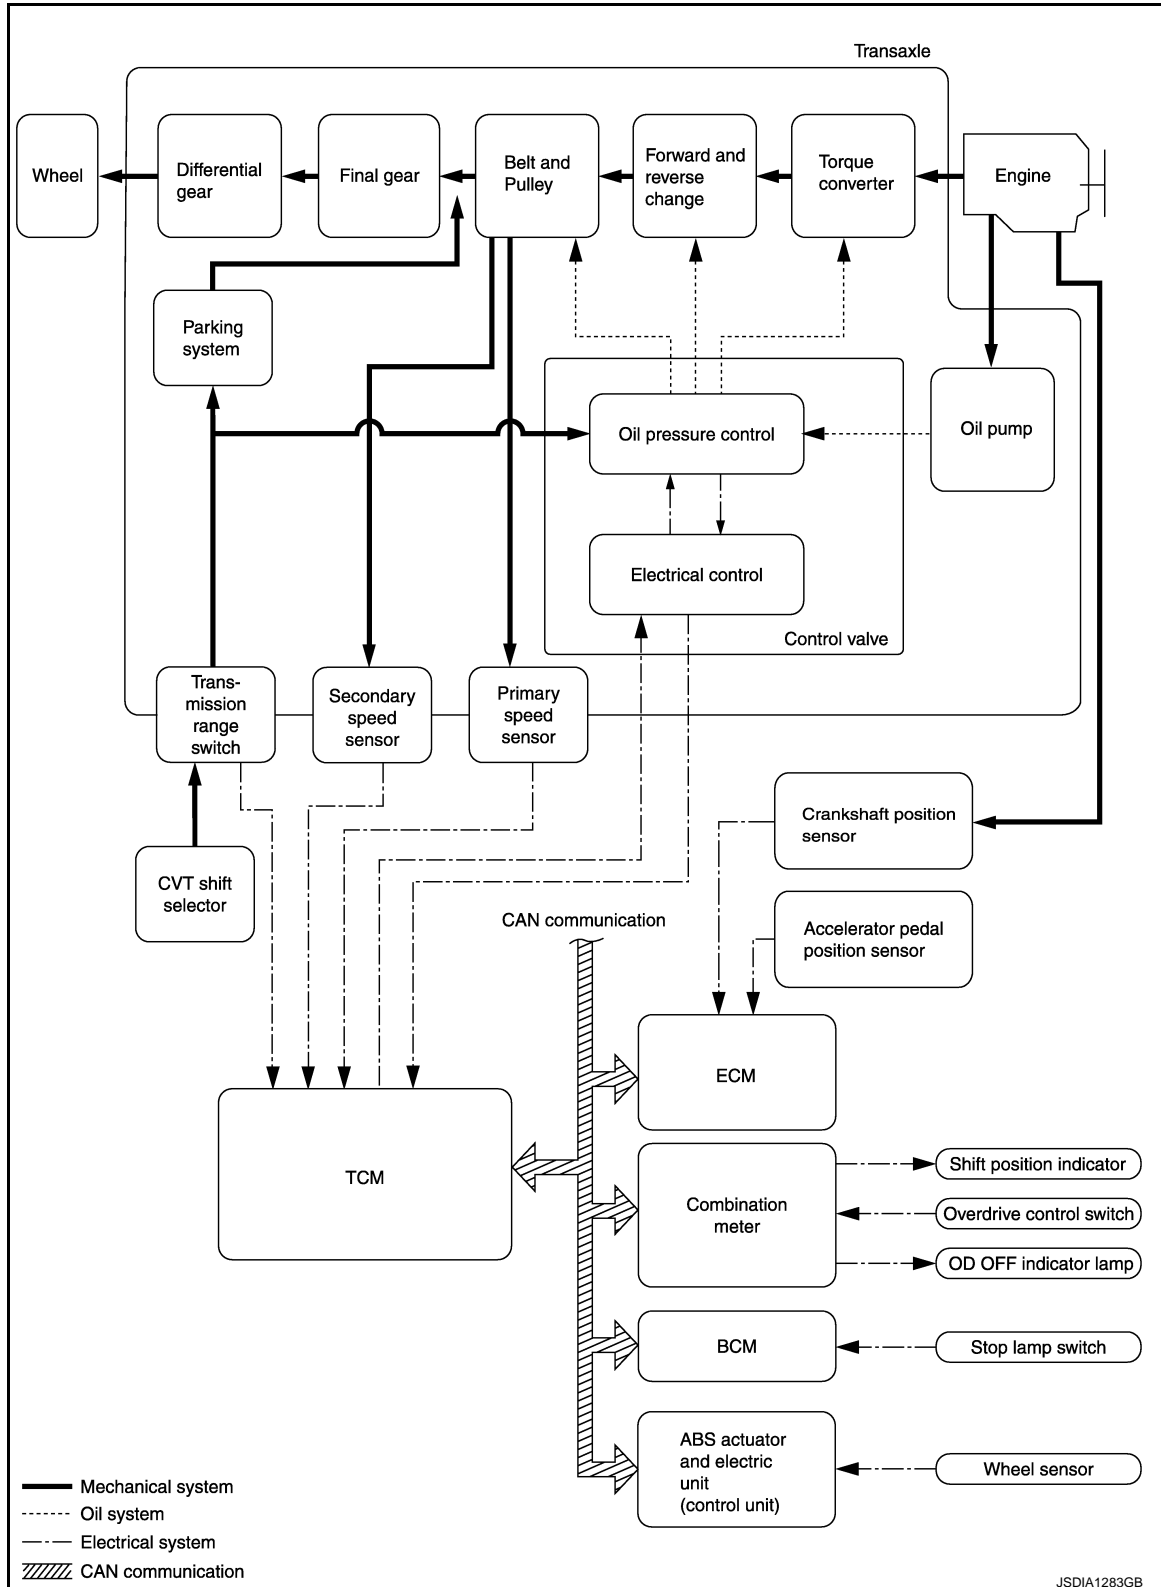 Transaxle
Wheel
Differential
gear
Final gear
Belt and
Pulley
Forward and
reverse
change
Torque
converter
Engine
Parking
system
Oil pressure control
Oil pump
Electrical control
Control valve
Trans-
mission
range
switch
Secondary
speed
sensor
Primary
speed
sensor
Crankshaft position
sensor
CVT shift
selector
CAN communication
Accelerator pedal
position sensor
ECM
TCM
Combination
meter
Shift position indicator
Overdrive control switch
OD OFF indicator lamp
BCM
Stop lamp switch
ABS actuator
and electric
unit
(control unit)
Wheel sensor
Mechanical system
Oil system
Electrical system
CAN communication
JSDIA1283GB